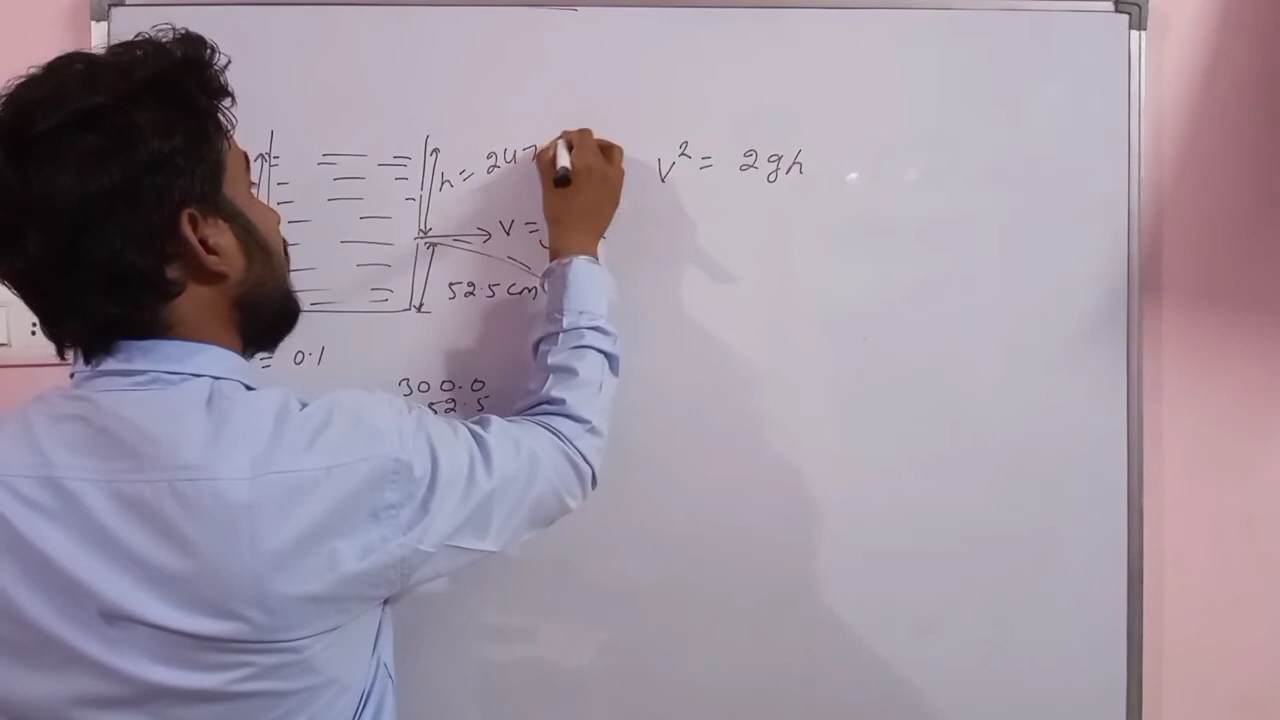 h = 247
v² = 2gh
v =
52.5 cm
= 0.1
300.0
52.5